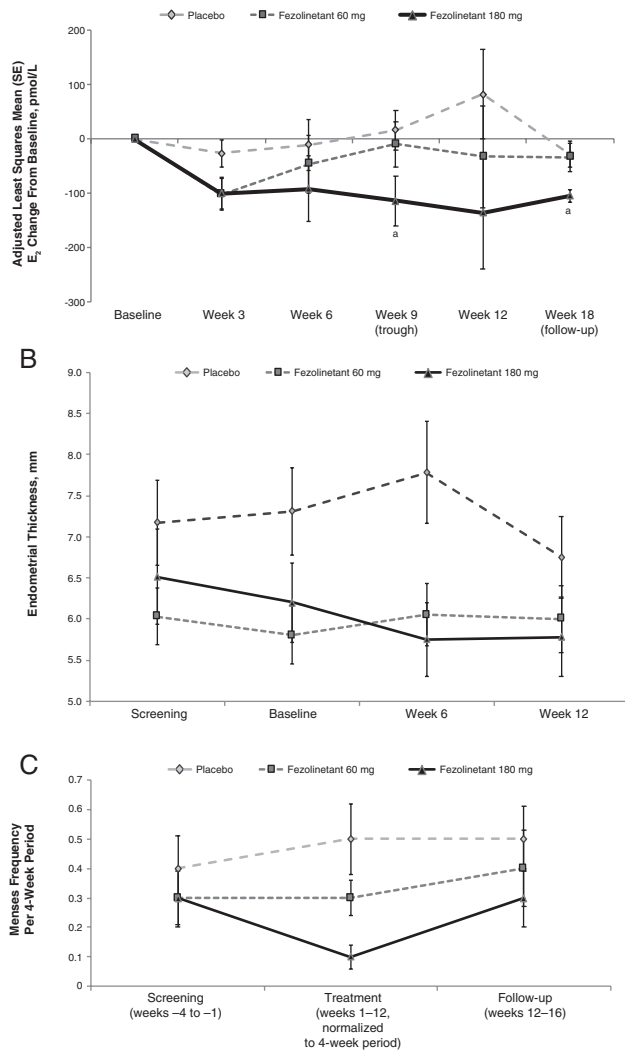 Placebo Fezolinetant 60 mg Fezolinetant 180 mg
Adjusted Least Squares Mean (SE)
E₂ Change From Baseline, pmol/L
200
100
0
-100
-200
-300
a
a
Baseline Week 3 Week 6 Week 9 Week 12 Week 18
(trough) (follow-up)
B
Placebo Fezolinetant 60 mg Fezolinetant 180 mg
Endometrial Thickness, mm
9.0
8.5
8.0
7.5
7.0
6.5
6.0
5.5
5.0
Screening Baseline Week 6 Week 12
C
Placebo Fezolinetant 60 mg Fezolinetant 180 mg
Menses Frequency
Per 4-Week Period
0.7
0.6
0.5
0.4
0.3
0.2
0.1
0
Screening Treatment Follow-up
(weeks –4 to –1) (weeks 1–12, (weeks 12–16)
normalized
to 4-week period)